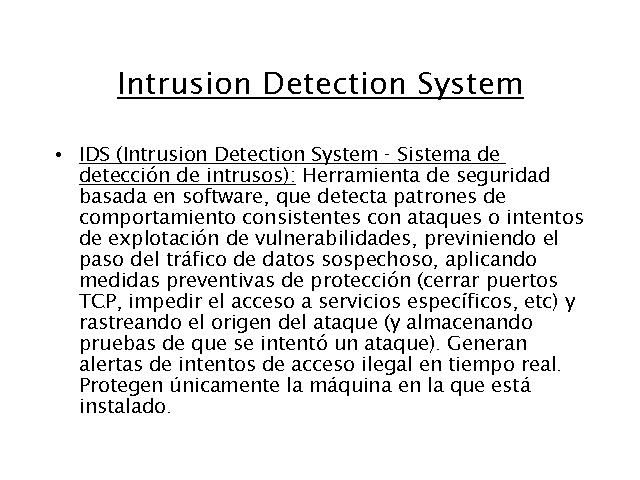 Intrusion Detection System
• IDS (Intrusion Detection System - Sistema de
detección de intrusos): Herramienta de seguridad
basada en software, que detecta patrones de
comportamiento consistentes con ataques o intentos
de explotación de vulnerabilidades, previniendo el
paso del tráfico de datos sospechoso, aplicando
medidas preventivas de protección (cerrar puertos
TCP, impedir el acceso a servicios específicos, etc) y
rastreando el origen del ataque (y almacenando
pruebas de que se intentó un ataque). Generan
alertas de intentos de acceso ilegal en tiempo real.
Protegen únicamente la máquina en la que está
instalado.